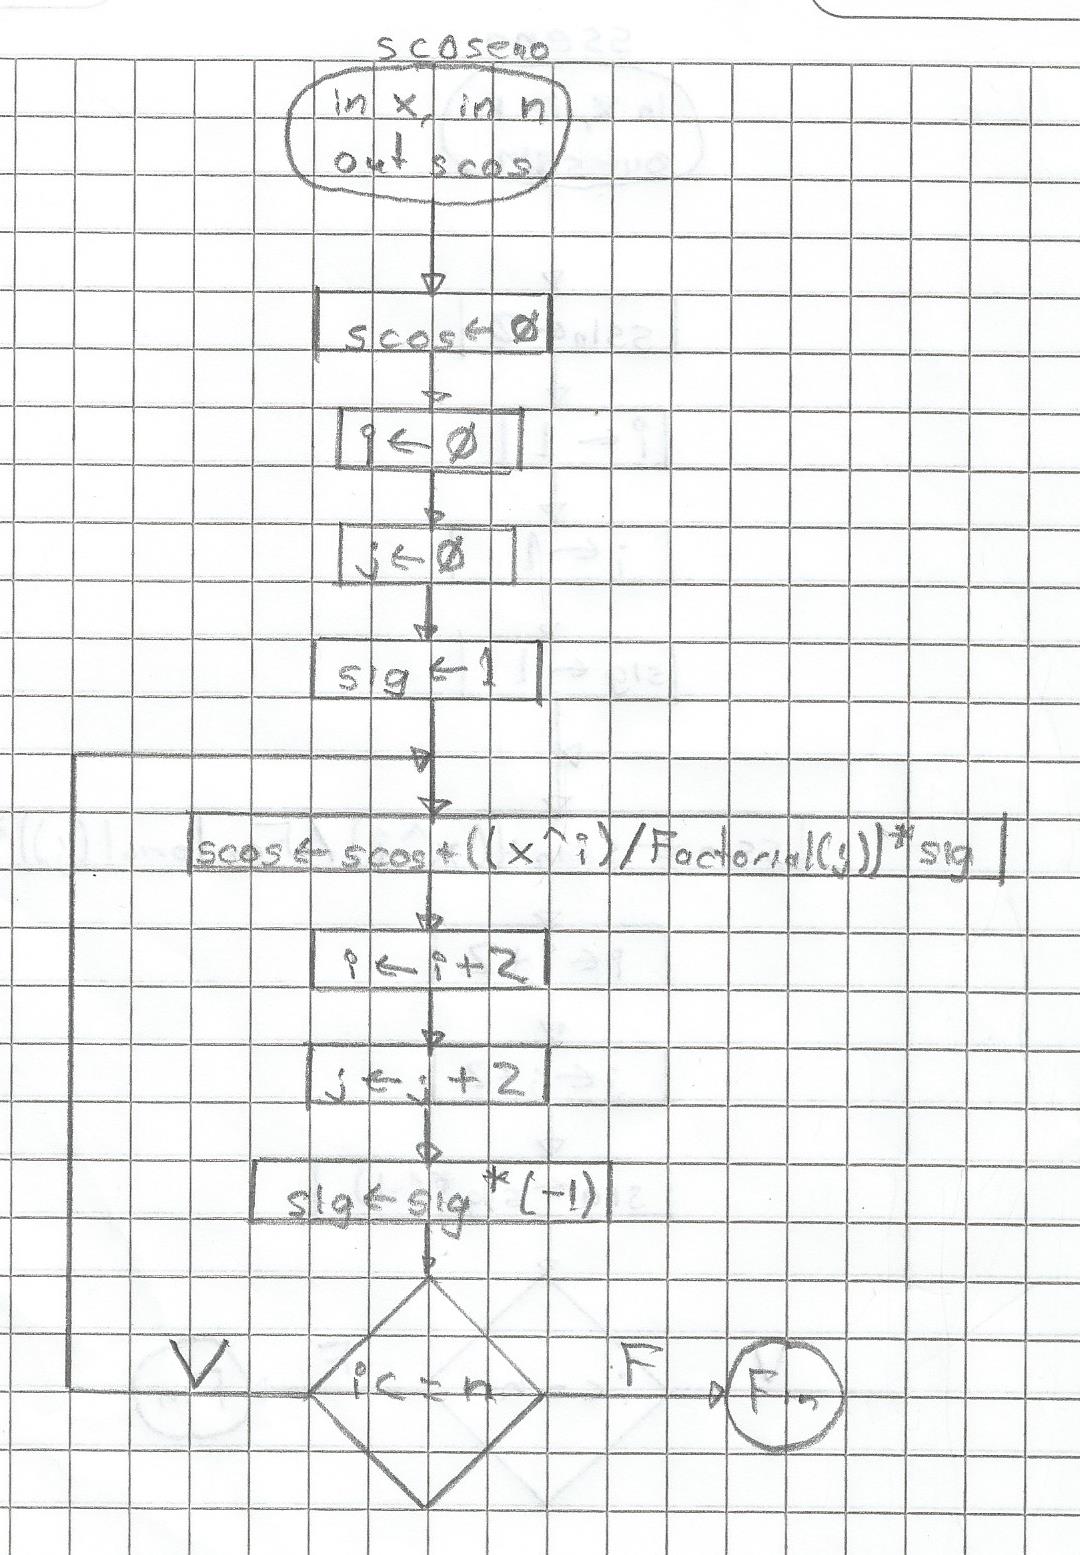 scoseno
in x, in n
out scos
scos ← Ø
i ← Ø
j ← Ø
sig ← 1
scos ← scos + ((x^i)/Factorial(j))*sig
i ← i + 2
j ← j + 2
sig ← sig * (-1)
V
i <= n
F
Fin